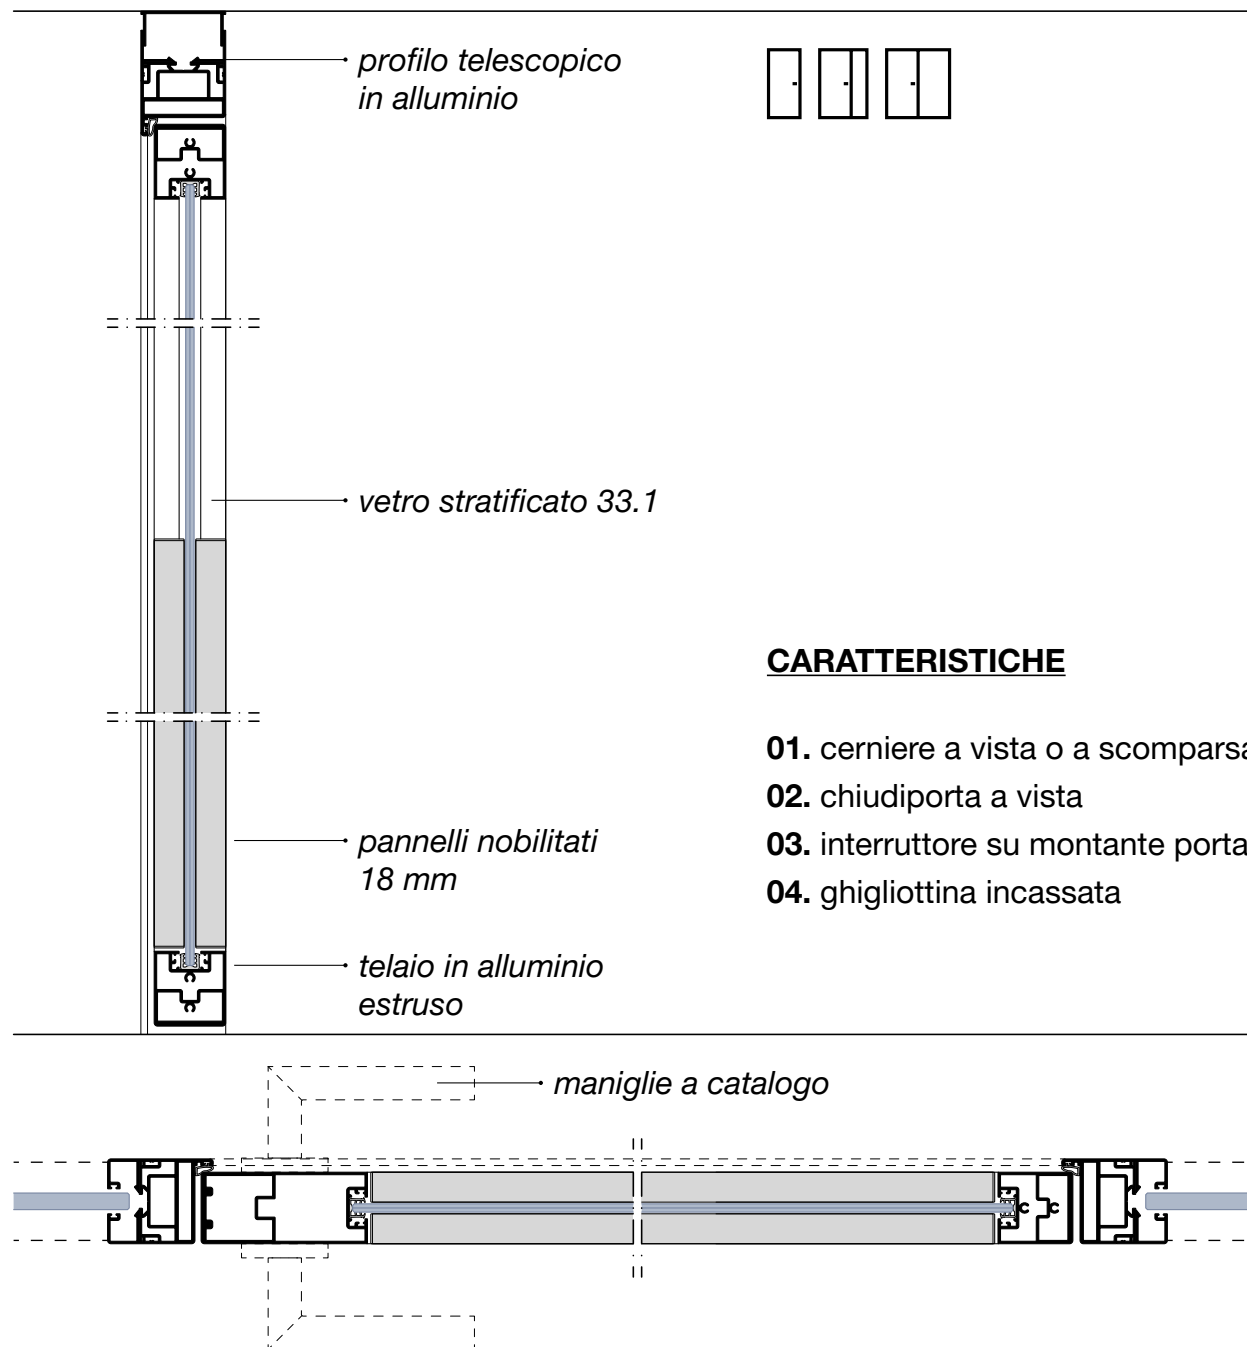 profilo telescopico
in alluminio
vetro stratificato 33.1
CARATTERISTICHE
01. cerniere a vista o a scomparsa
02. chiudiporta a vista
03. interruttore su montante porta
04. ghigliottina incassata
pannelli nobilitati
18 mm
telaio in alluminio
estruso
maniglie a catalogo